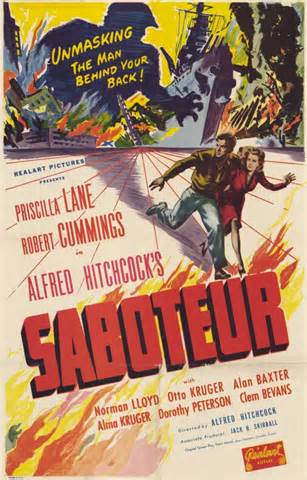 UNMASKING
THE MAN
BEHIND YOUR
BACK!
REALART PICTURES
PRESENTS
PRISCILLA LANE
ROBERT CUMMINGS
in
ALFRED HITCHCOCK'S
SABOTEUR
with
Norman LLOYD Otto KRUGER Alan BAXTER
Alma KRUGER Dorothy PETERSON Clem BEVANS
Directed by ALFRED HITCHCOCK
Associate Producer JACK H. SKIRBALL
Realart